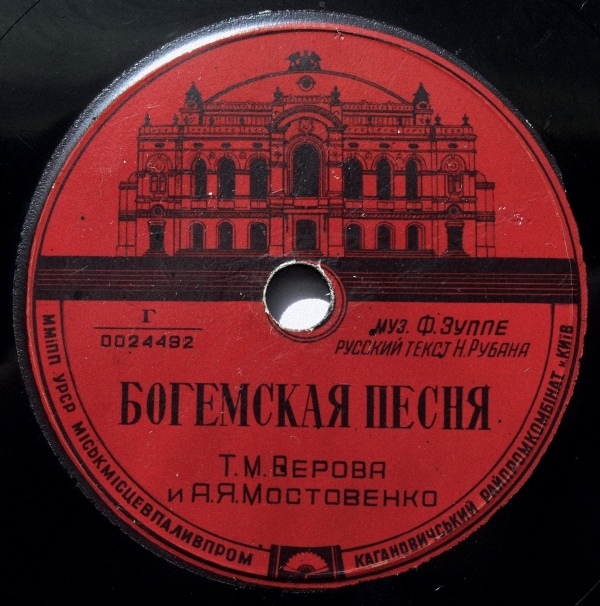 Г
0024492
МУЗ. Ф. ЗУППЕ
РУССКИЙ ТЕКСТ Н. РУБАНА
БОГЕМСКАЯ ПЕСНЯ
Т. М. ВЕРОВА
И А. Я. МОСТОВЕНКО
ММІПП УРСР МІСЬКМІСЦЕВПАЛИВПРОМ
КАГАНОВИЧСЬКИЙ РАЙПРОМКОМБІНАТ м. КИЇВ